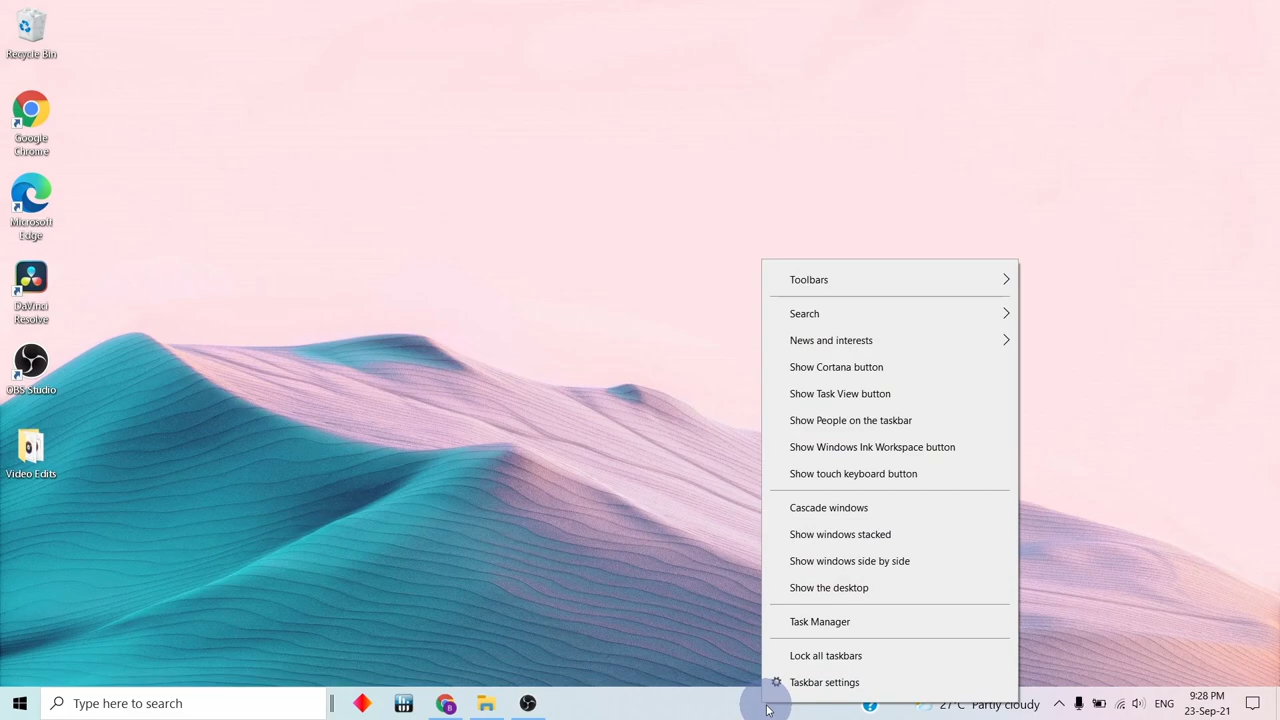 Recycle Bin
Google
Chrome
Microsoft
Edge
DaVinci
Resolve
OBS Studio
Video Edits
Toolbars
Search
News and interests
Show Cortana button
Show Task View button
Show People on the taskbar
Show Windows Ink Workspace button
Show touch keyboard button
Cascade windows
Show windows stacked
Show windows side by side
Show the desktop
Task Manager
Lock all taskbars
Taskbar settings
Type here to search
B
?
27°C Partly cloudy
ENG
9:28 PM
23-Sep-21